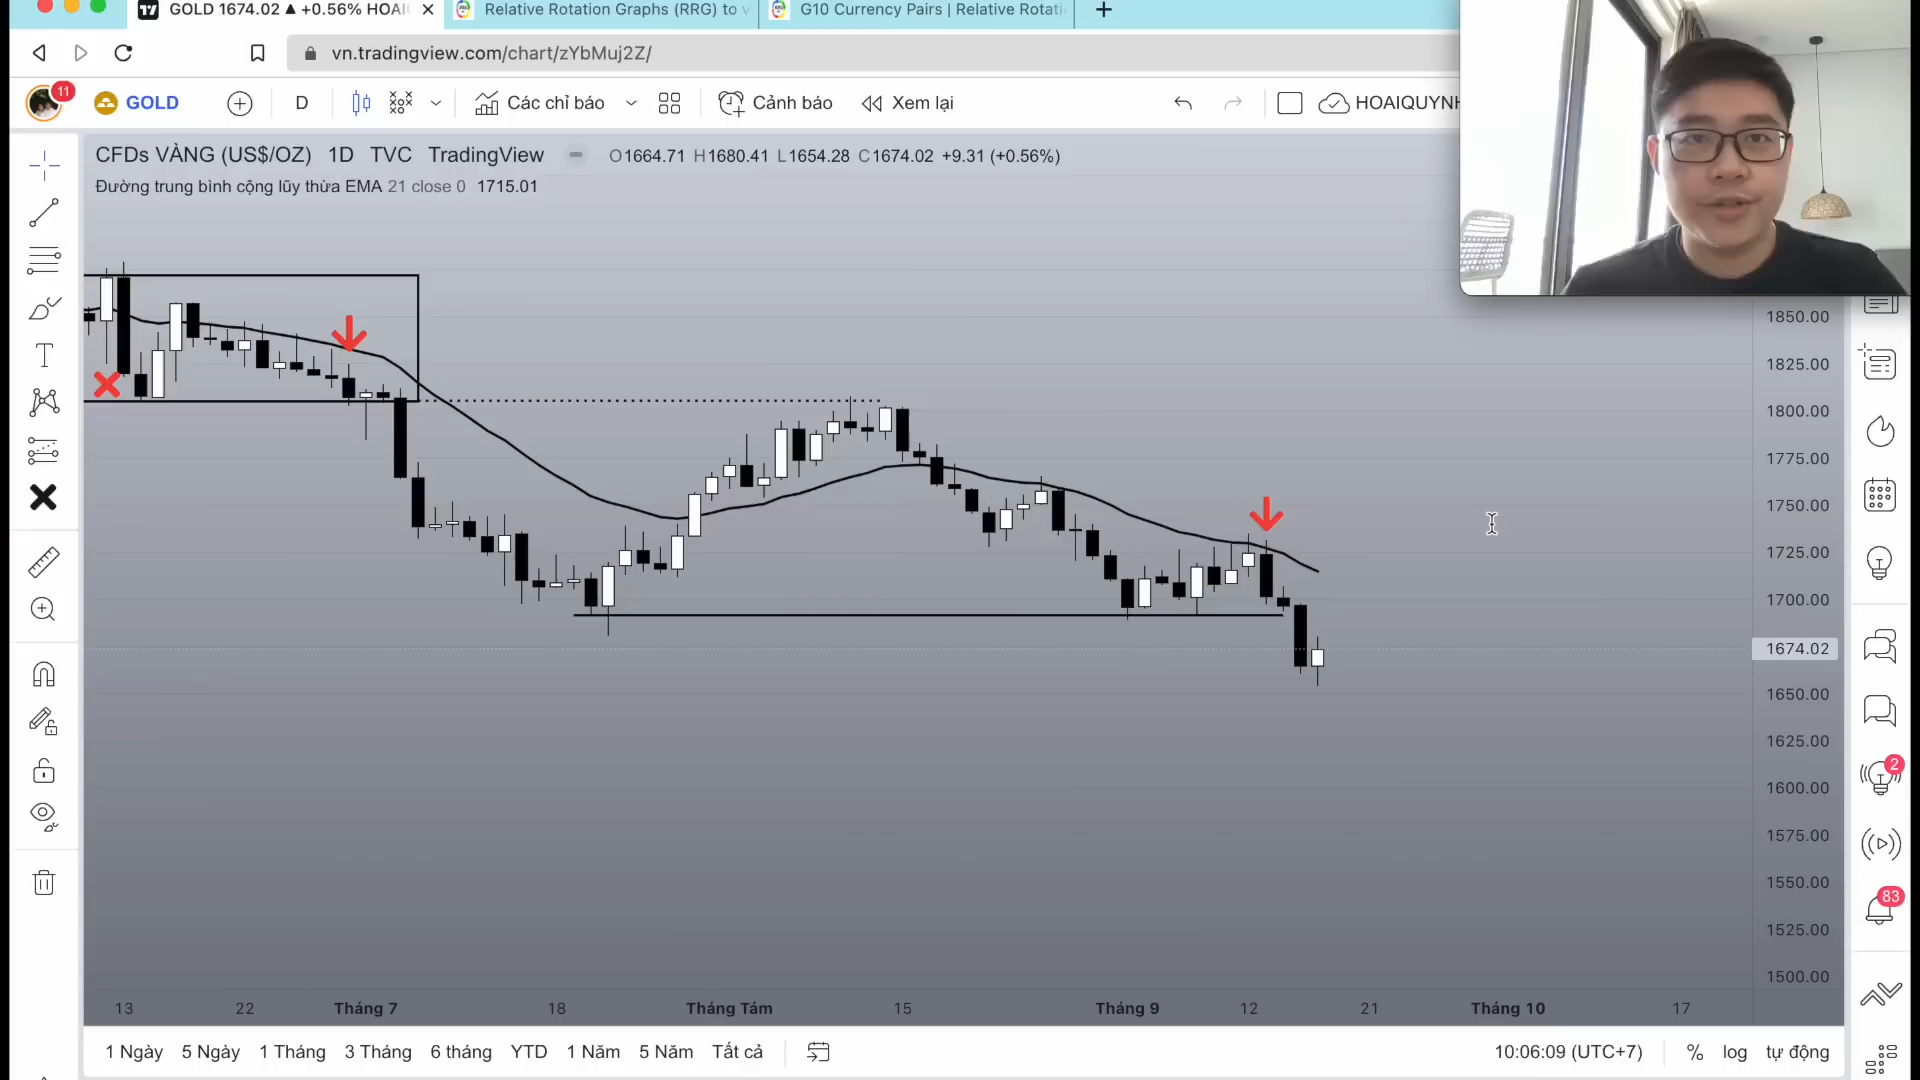 GOLD 1674.02 ▲ +0.56% HOAI
Relative Rotation Graphs (RRG) to v
G10 Currency Pairs | Relative Rotati
vn.tradingview.com/chart/zYbMuj2Z/
11
GOLD
D
Các chỉ báo
Cảnh báo
Xem lại
HOAIQUYNH
CFDs VÀNG (US$/OZ) 1D TVC TradingView
O1664.71 H1680.41 L1654.28 C1674.02 +9.31 (+0.56%)
Đường trung bình cộng lũy thừa EMA 21 close 0 1715.01
1850.00
1825.00
1800.00
1775.00
1750.00
1725.00
1700.00
1674.02
1650.00
1625.00
1600.00
1575.00
1550.00
1525.00
1500.00
2
83
13 22 Tháng 7 18 Tháng Tám 15 Tháng 9 12 21 Tháng 10 17
1 Ngày 5 Ngày 1 Tháng 3 Tháng 6 tháng YTD 1 Năm 5 Năm Tất cả
10:06:09 (UTC+7) % log tự động